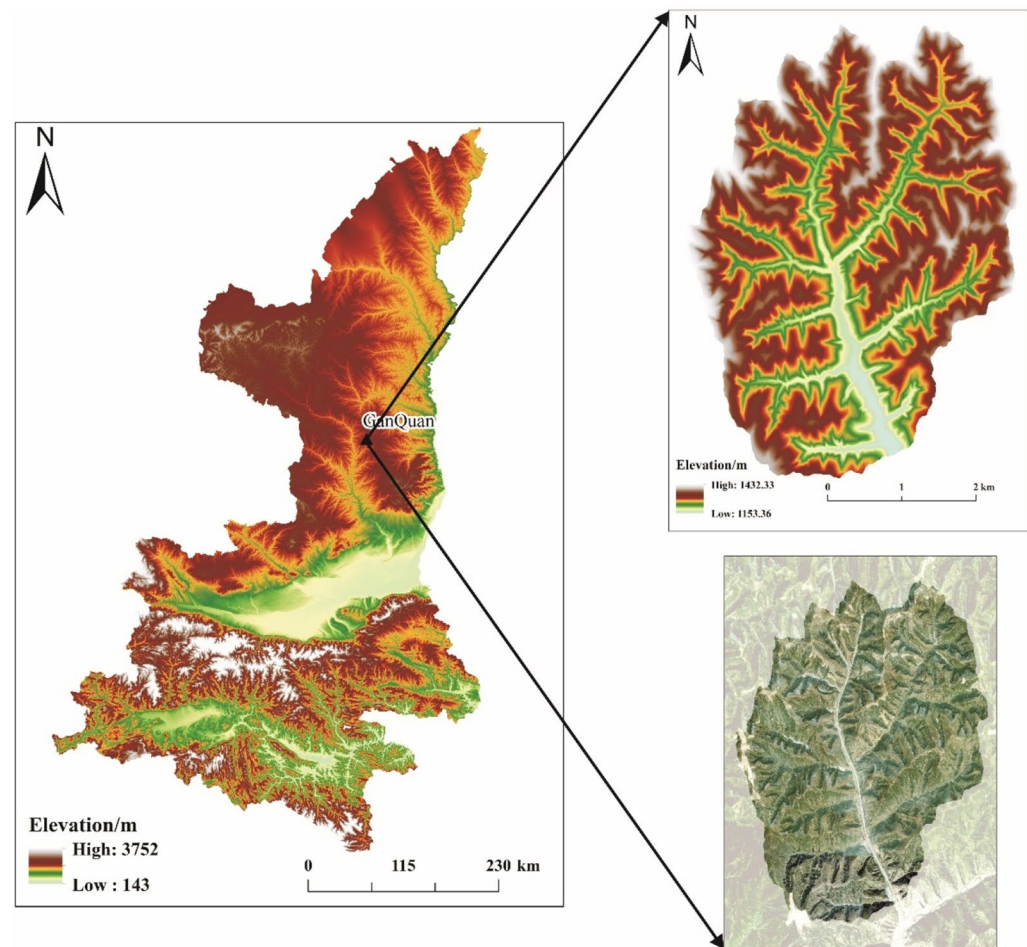 N
GanQuan
Elevation/m
High: 3752
Low : 143
0 115 230 km
N
Elevation/m
High: 1432.33
Low: 1153.36
0 1 2 km